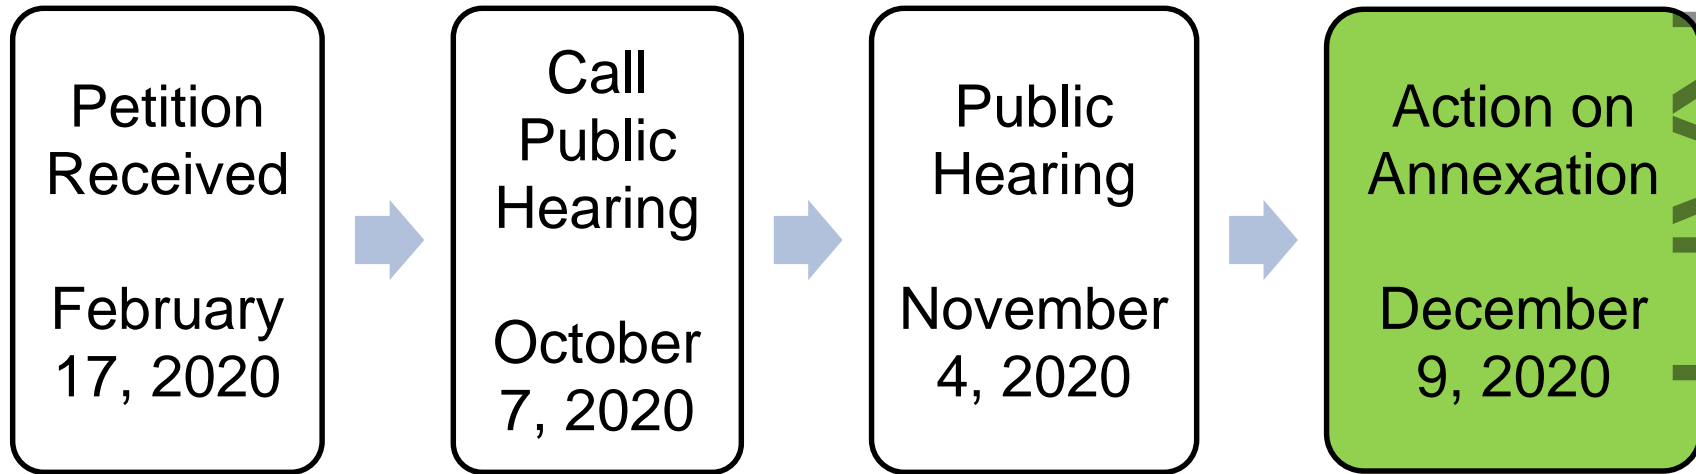 Petition
Received
February
17, 2020
Call
Public
Hearing
October
7, 2020
Public
Hearing
November
4, 2020
Action on
Annexation
December
9, 2020